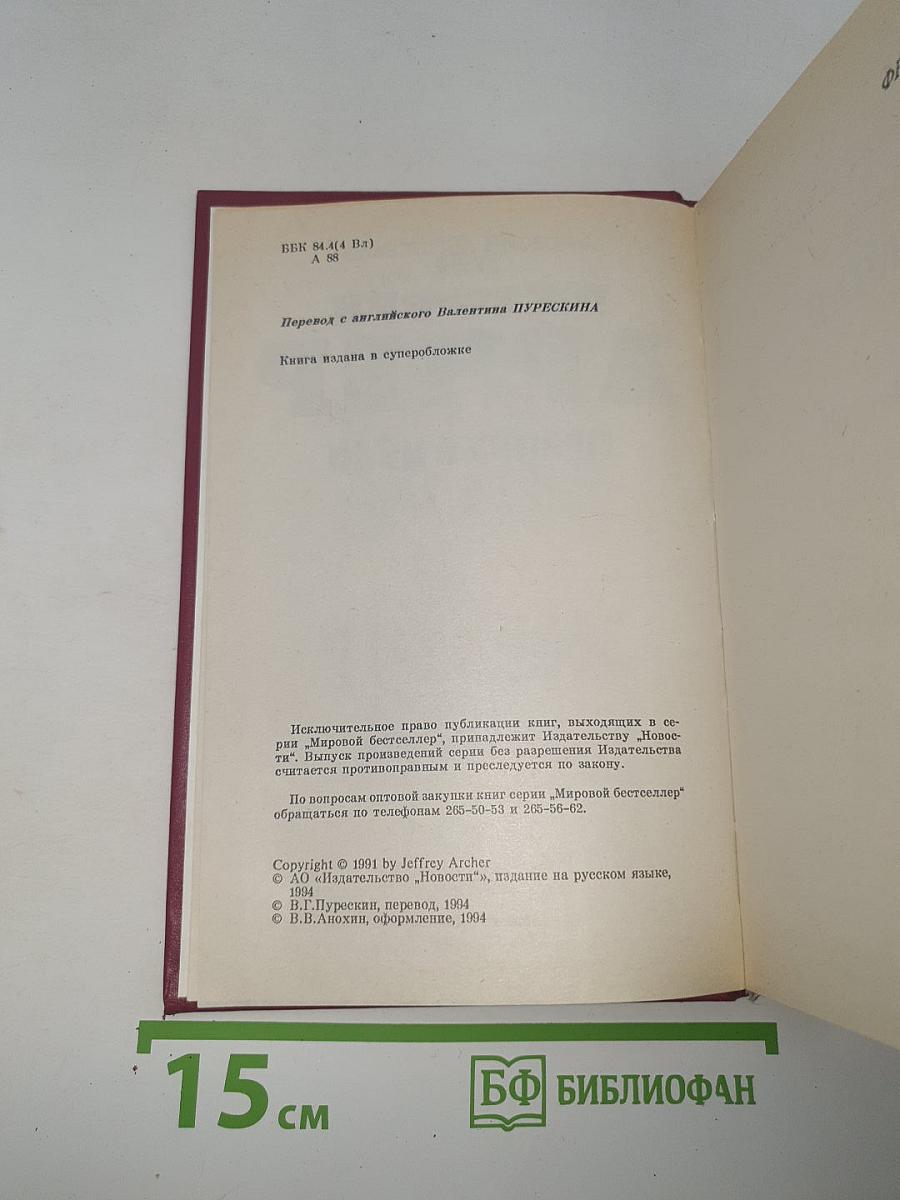 ББК 84.4(4 Вл)
А 88
Перевод с английского Валентина ПУРЕСКИНА
Книга издана в суперобложке
Исключительное право публикации книг, выходящих в се-
рии „Мировой бестселлер“, принадлежит Издательству „Новос-
ти“. Выпуск произведений серии без разрешения Издательства
считается противоправным и преследуется по закону.
По вопросам оптовой закупки книг серии „Мировой бестселлер“
обращаться по телефонам 265-50-53 и 265-56-62.
Copyright © 1991 by Jeffrey Archer
© АО «Издательство „Новости“», издание на русском языке,
1994
© В.Г.Пурескин, перевод, 1994
© В.В.Анохин, оформление, 1994
15 см
БФ БИБЛИОФАН